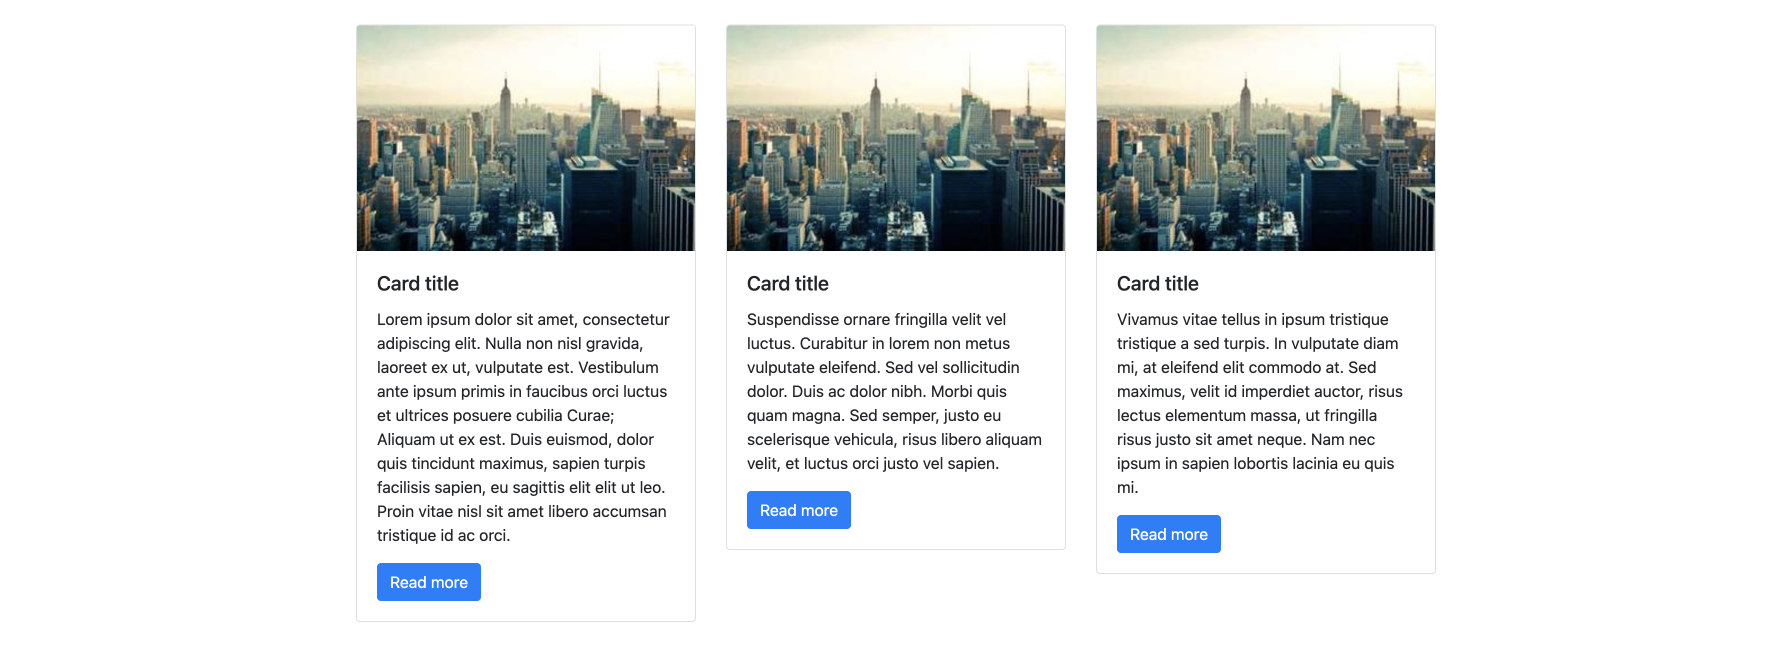 Card title
Lorem ipsum dolor sit amet, consectetur
adipiscing elit. Nulla non nisl gravida,
laoreet ex ut, vulputate est. Vestibulum
ante ipsum primis in faucibus orci luctus
et ultrices posuere cubilia Curae;
Aliquam ut ex est. Duis euismod, dolor
quis tincidunt maximus, sapien turpis
facilisis sapien, eu sagittis elit elit ut leo.
Proin vitae nisl sit amet libero accumsan
tristique id ac orci.
Read more
Card title
Suspendisse ornare fringilla velit vel
luctus. Curabitur in lorem non metus
vulputate eleifend. Sed vel sollicitudin
dolor. Duis ac dolor nibh. Morbi quis
quam magna. Sed semper, justo eu
scelerisque vehicula, risus libero aliquam
velit, et luctus orci justo vel sapien.
Read more
Card title
Vivamus vitae tellus in ipsum tristique
tristique a sed turpis. In vulputate diam
mi, at eleifend elit commodo at. Sed
maximus, velit id imperdiet auctor, risus
lectus elementum massa, ut fringilla
risus justo sit amet neque. Nam nec
ipsum in sapien lobortis lacinia eu quis
mi.
Read more